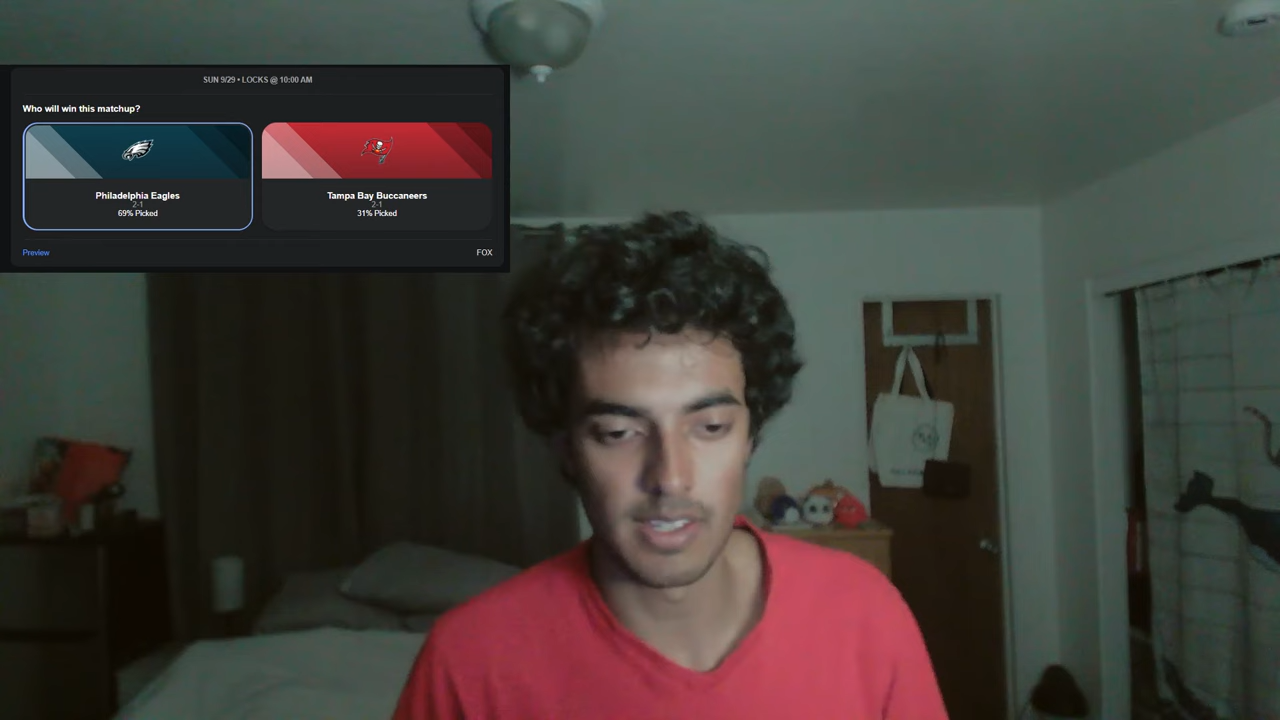 SUN 9/29 • LOCKS @ 10:00 AM
Who will win this matchup?
Philadelphia Eagles
2-1
69% Picked
Tampa Bay Buccaneers
2-1
31% Picked
Preview
FOX